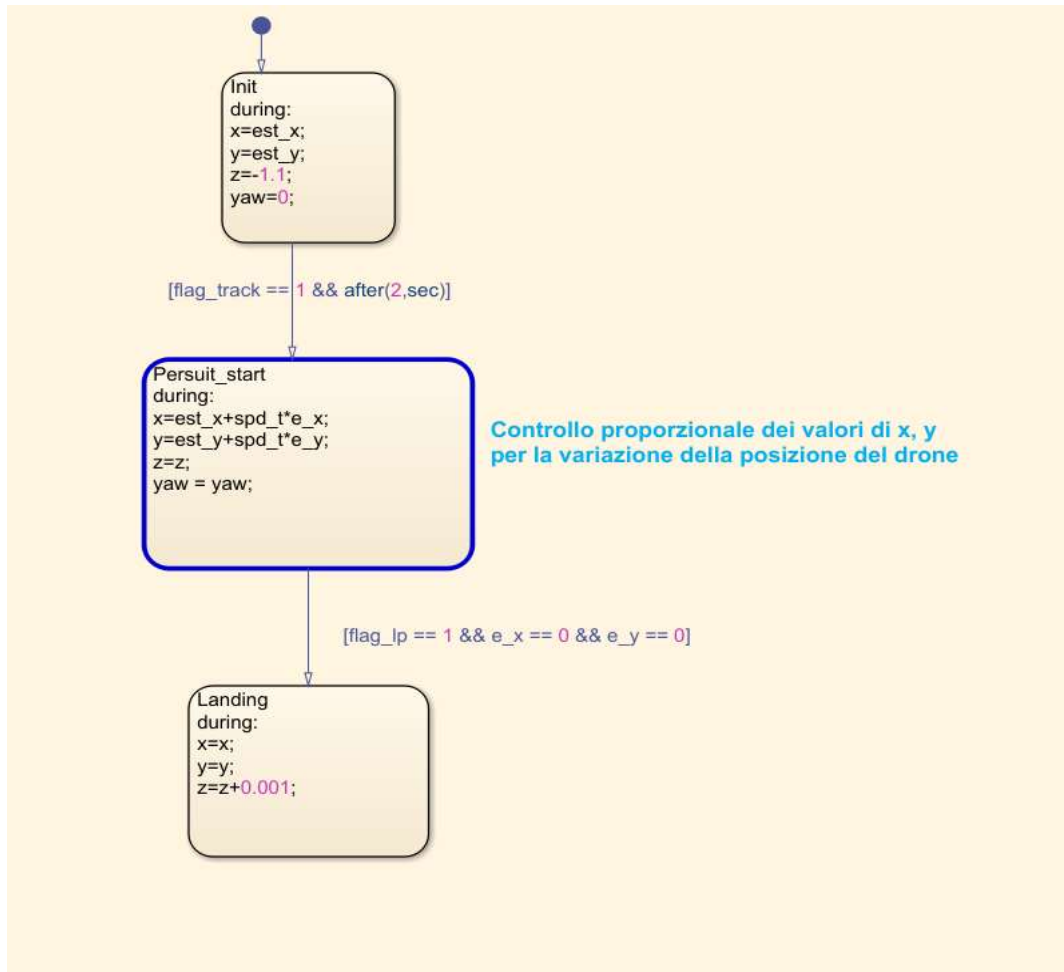 Init
during:
x=est_x;
y=est_y;
z=-1.1;
yaw=0;
[flag_track == 1 && after(2,sec)]
Persuit_start
during:
x=est_x+spd_t*e_x;
y=est_y+spd_t*e_y;
z=z;
yaw = yaw;
Controllo proporzionale dei valori di x, y
per la variazione della posizione del drone
[flag_lp == 1 && e_x == 0 && e_y == 0]
Landing
during:
x=x;
y=y;
z=z+0.001;